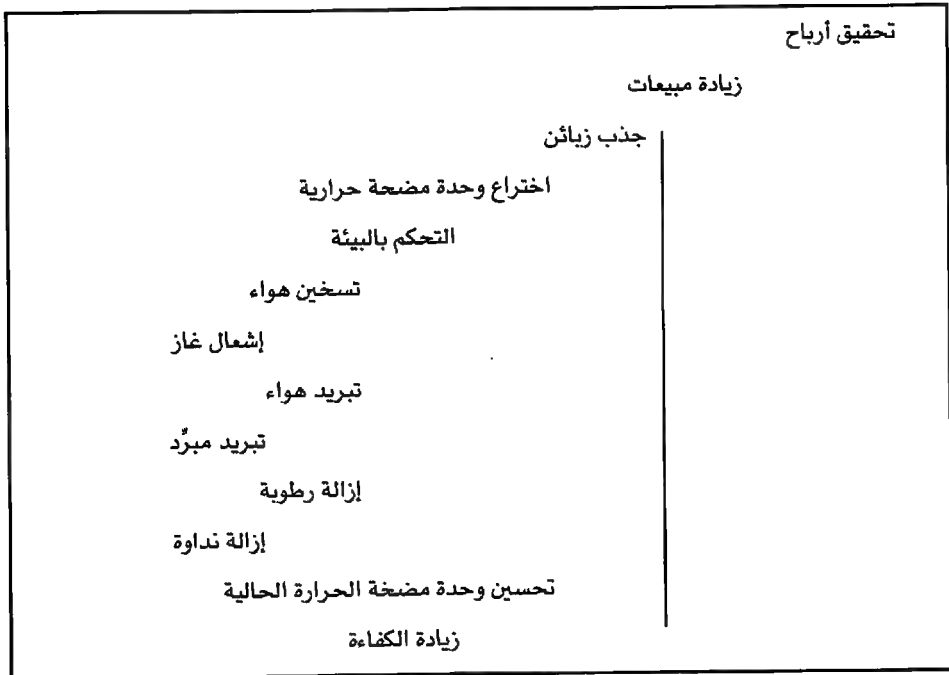 تحقيق أرباح
زيادة مبيعات
جذب زبائن
اختراع وحدة مضحة حرارية
التحكم بالبيئة
تسخين هواء
إشعال غاز
تبريد هواء
تبريد مبرِّد
إزالة رطوبة
إزالة نداوة
تحسين وحدة مضخة الحرارة الحالية
زيادة الكفاءة